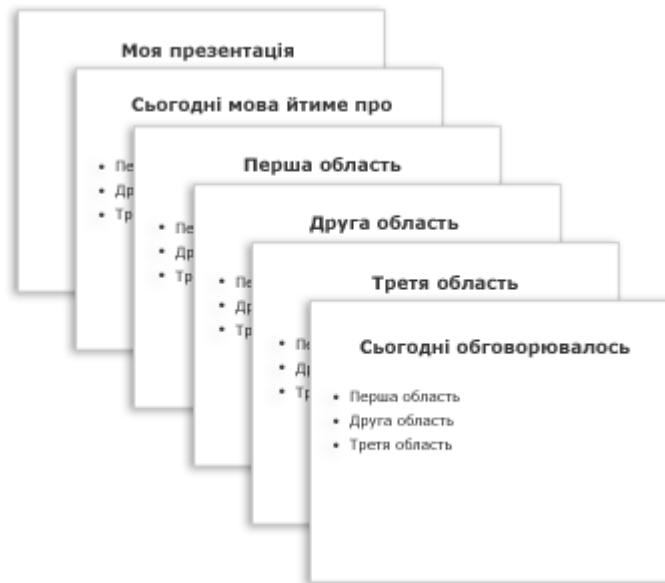 Моя презентація
Сьогодні мова йтиме про
Перша область
Друга область
Третя область
Сьогодні обговорювалось
• Перша область
• Друга область
• Третя область